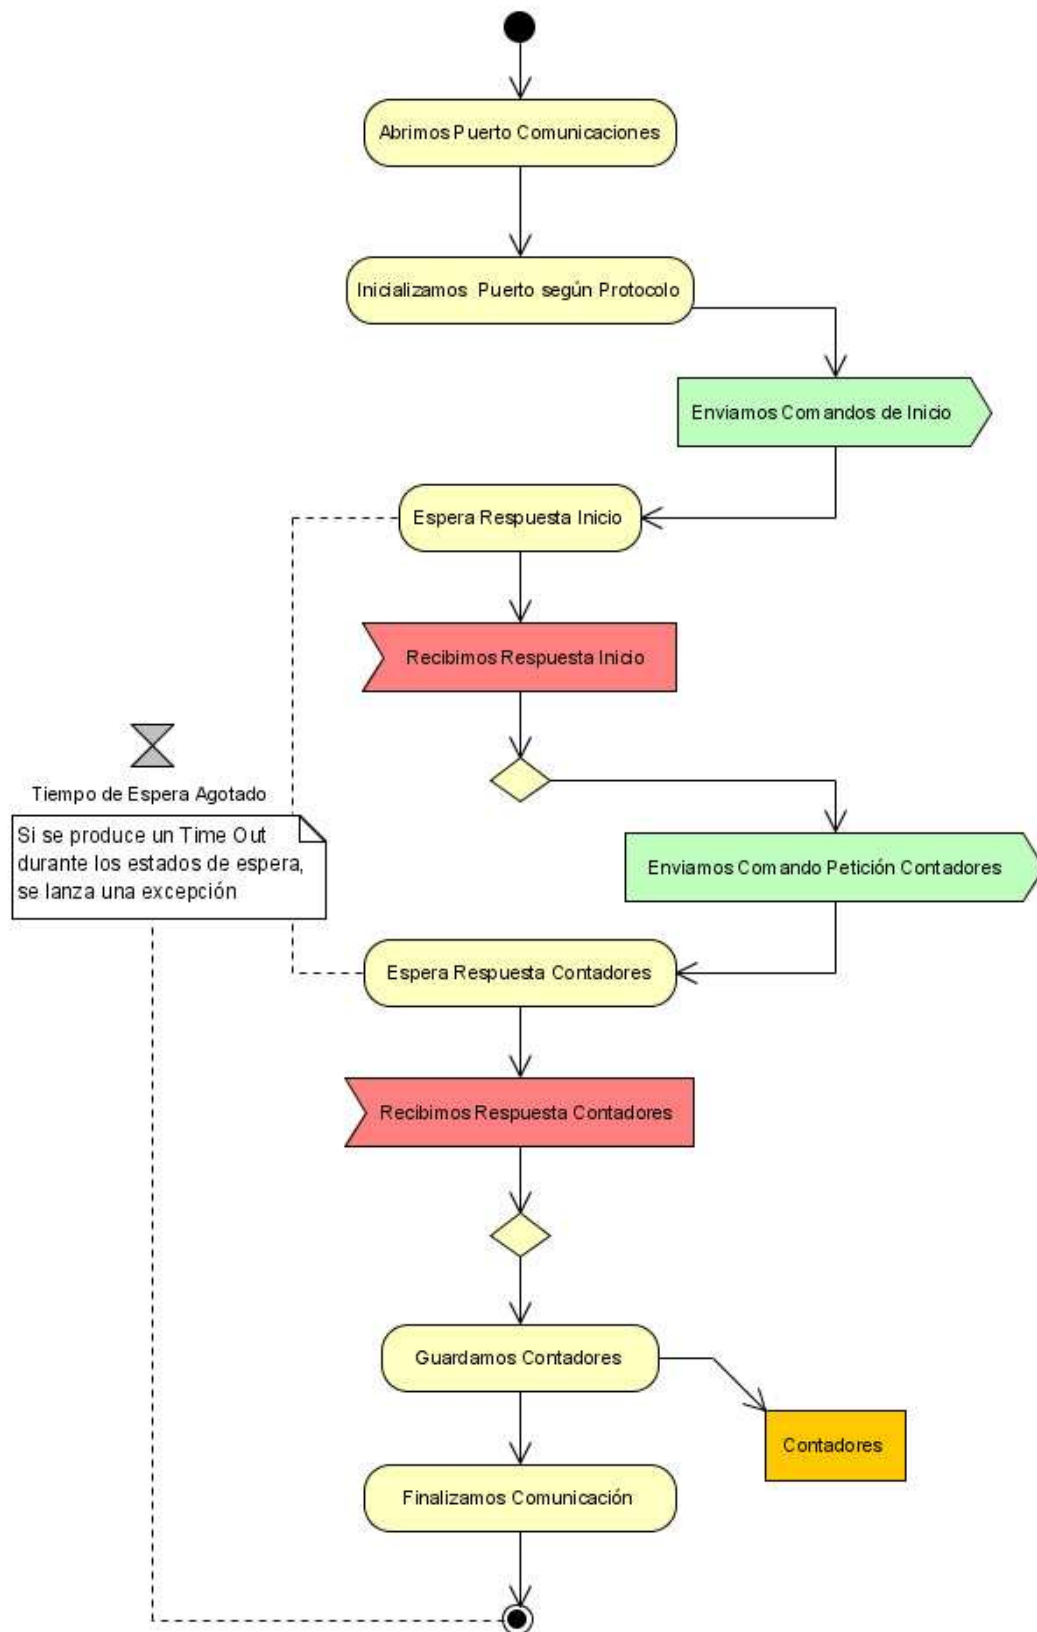 Abrimos Puerto Comunicaciones
Inicializamos Puerto según Protocolo
Enviamos Comandos de Inicio
Espera Respuesta Inicio
Recibimos Respuesta Inicio
Tiempo de Espera Agotado
Si se produce un Time Out
durante los estados de espera,
se lanza una excepción
Enviamos Comando Petición Contadores
Espera Respuesta Contadores
Recibimos Respuesta Contadores
Guardamos Contadores
Contadores
Finalizamos Comunicación